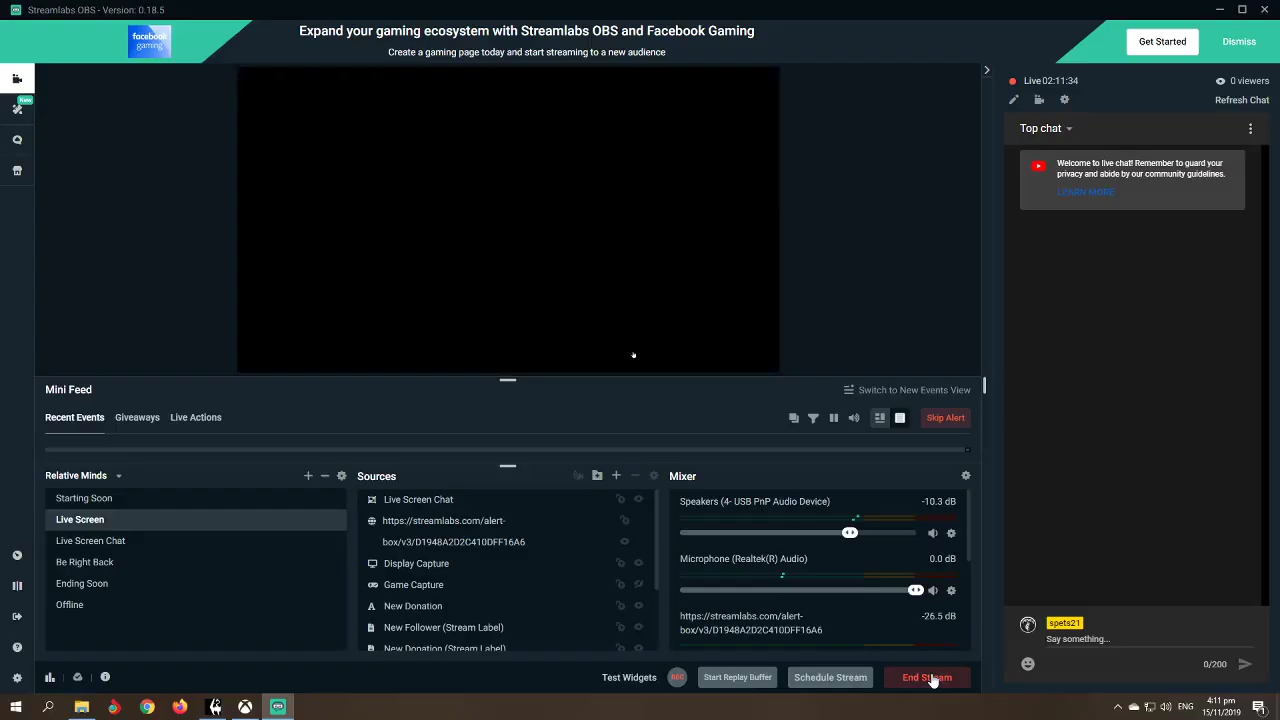 Streamlabs OBS - Version: 0.18.5
facebook
gaming
Expand your gaming ecosystem with Streamlabs OBS and Facebook Gaming
Create a gaming page today and start streaming to a new audience
Get Started
Dismiss
New
Live 02:11:34
0 viewers
Refresh Chat
Top chat
Welcome to live chat! Remember to guard your
privacy and abide by our community guidelines.
LEARN MORE
Mini Feed
Switch to New Events View
Recent Events
Giveaways
Live Actions
Skip Alert
Relative Minds
Starting Soon
Live Screen
Live Screen Chat
Be Right Back
Ending Soon
Offline
Sources
Live Screen Chat
https://streamlabs.com/alert-
box/v3/D1948A2D2C410DFF16A6
Display Capture
Game Capture
New Donation
New Follower (Stream Label)
New Donation (Stream Label)
Mixer
Speakers (4- USB PnP Audio Device)
-10.3 dB
Microphone (Realtek(R) Audio)
0.0 dB
https://streamlabs.com/alert-
box/v3/D1948A2D2C410DFF16A6
-26.5 dB
spets21
Say something...
0/200
Test Widgets
REC
Start Replay Buffer
Schedule Stream
End Stream
ENG
4:11 pm
15/11/2019